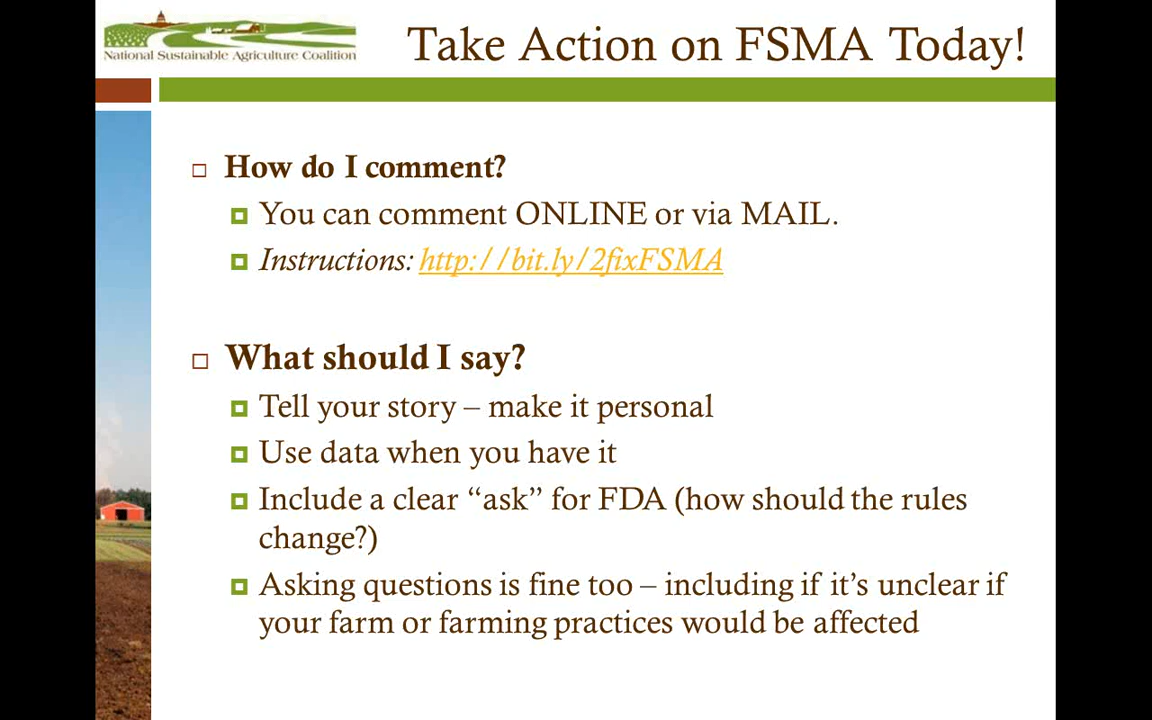 National Sustainable Agriculture Coalition
Take Action on FSMA Today!
How do I comment?
You can comment ONLINE or via MAIL.
Instructions: http://bit.ly/2fixFSMA
What should I say?
Tell your story – make it personal
Use data when you have it
Include a clear “ask” for FDA (how should the rules
change?)
Asking questions is fine too – including if it’s unclear if
your farm or farming practices would be affected